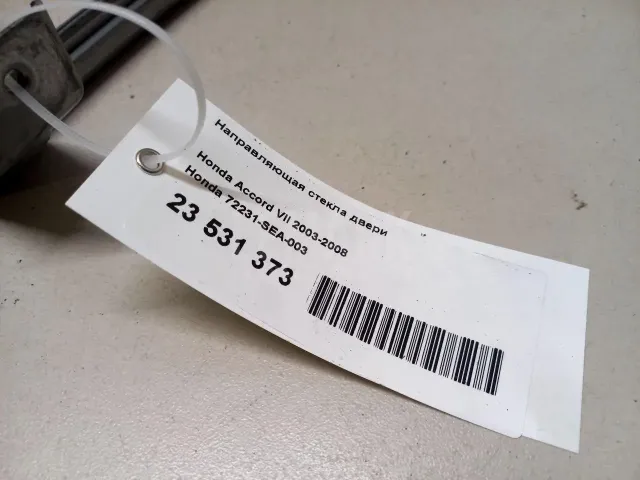 Направляющая стекла двери
Honda Accord VII 2003-2008
Honda 72231-SEA-003
23 531 373